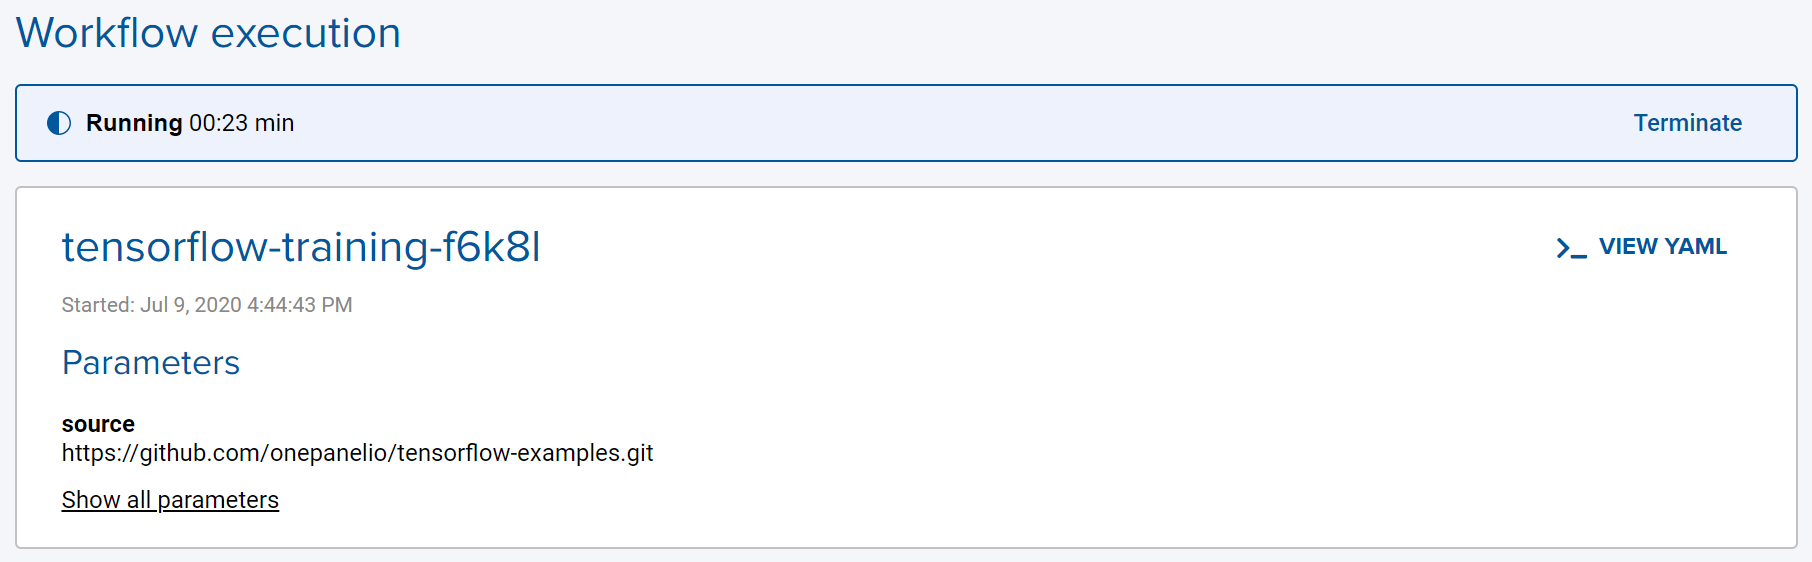 Workflow execution
Running 00:23 min
Terminate
tensorflow-training-f6k8l
>_ VIEW YAML
Started: Jul 9, 2020 4:44:43 PM
Parameters
source
https://github.com/onepanelio/tensorflow-examples.git
Show all parameters